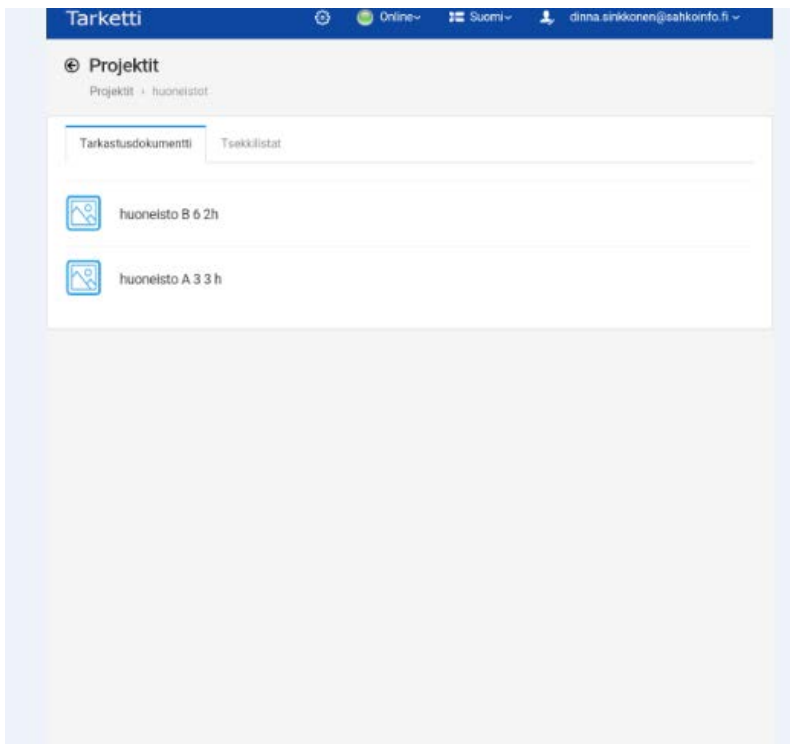 Tarketti Online Suomi dinna.sinkkonen@sahkoinfo.fi
Projektit
Projektit › huoneistot
Tarkastusdokumentti Tsekkilistat
huoneisto B 6 2h
huoneisto A 3 3 h